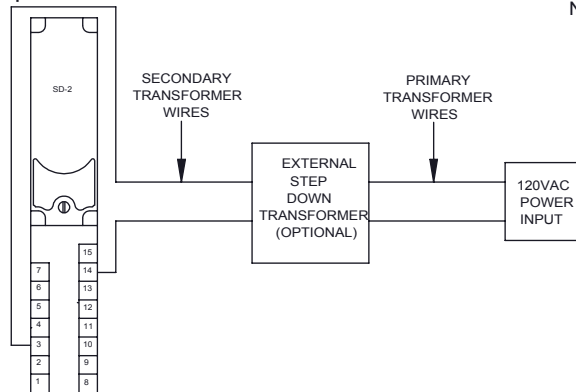 N
SD-2
SECONDARY
TRANSFORMER
WIRES
PRIMARY
TRANSFORMER
WIRES
EXTERNAL
STEP
DOWN
TRANSFORMER
(OPTIONAL)
120VAC
POWER
INPUT
15
7 14
6 13
5 12
4 11
3 10
2 9
1 8